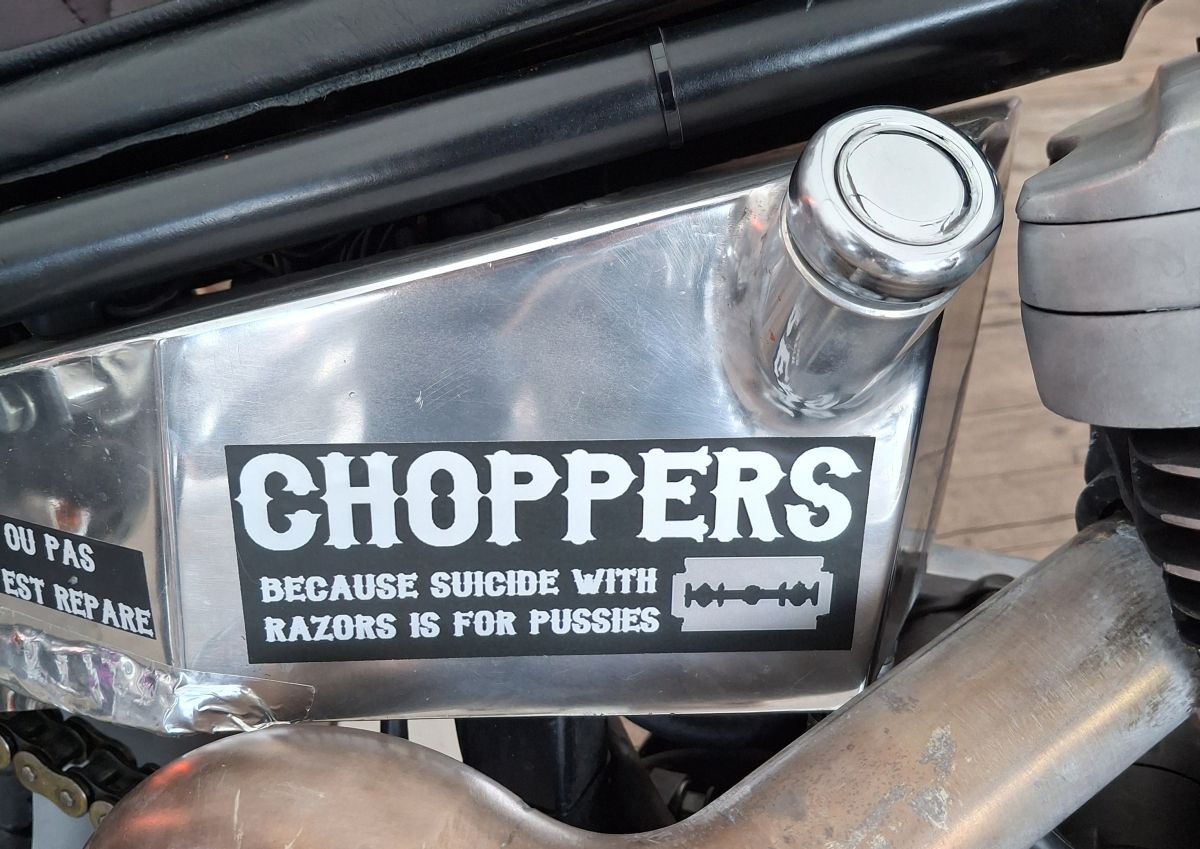 CHOPPERS
BECAUSE SUICIDE WITH
RAZORS IS FOR PUSSIES
OU PAS
EST REPARE